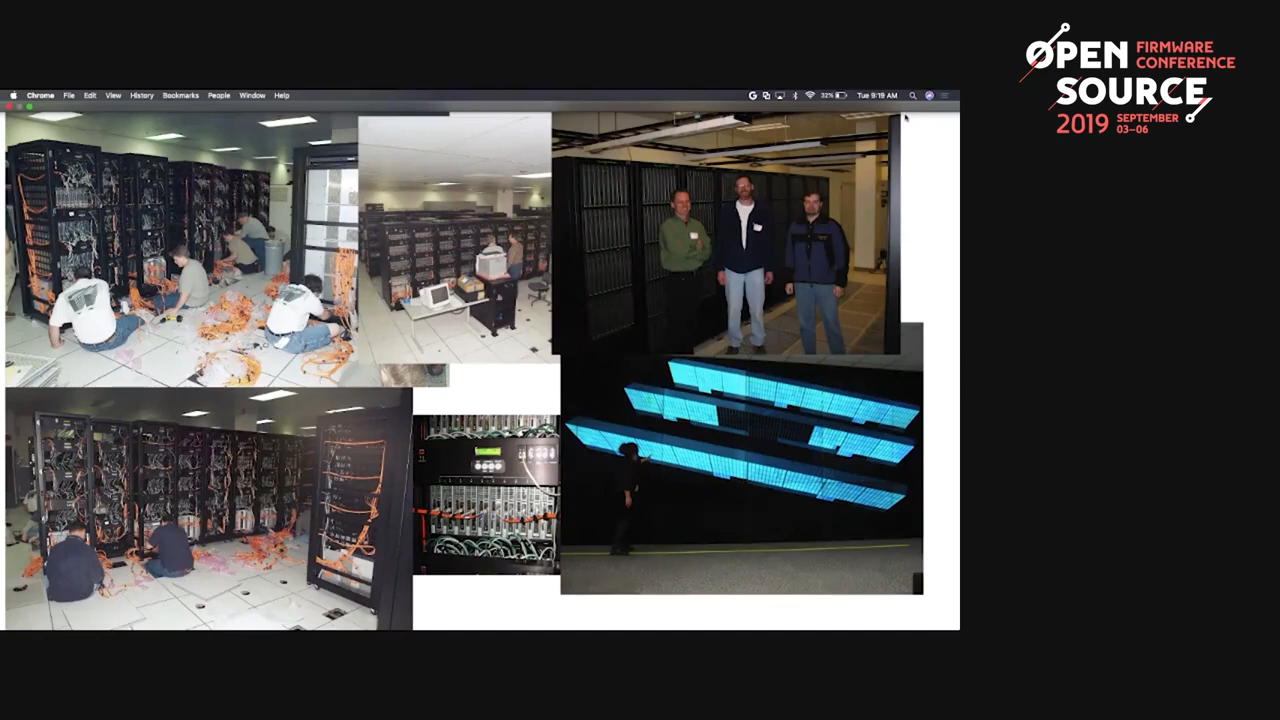 Chrome File Edit View History Bookmarks People Window Help
32%
Tue 9:19 AM
OPEN
FIRMWARE
CONFERENCE
SOURCE
2019
SEPTEMBER
03–06